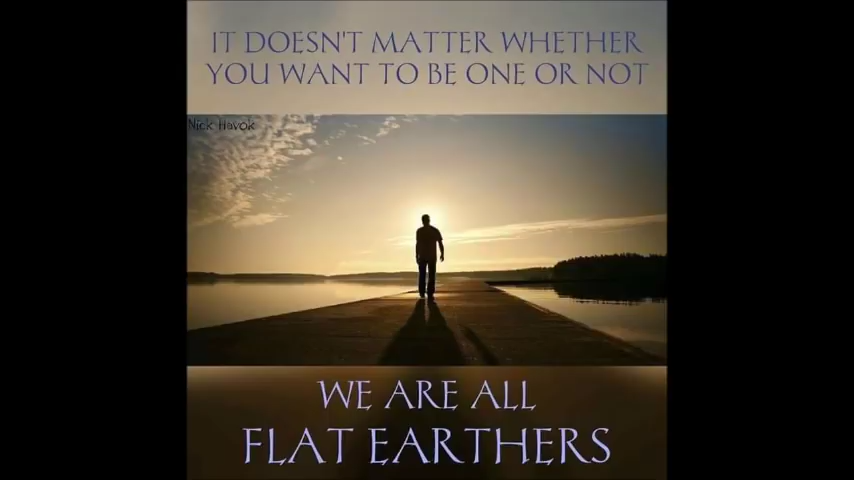 IT DOESN'T MATTER WHETHER
YOU WANT TO BE ONE OR NOT
Nick Havok
WE ARE ALL
FLAT EARTHERS